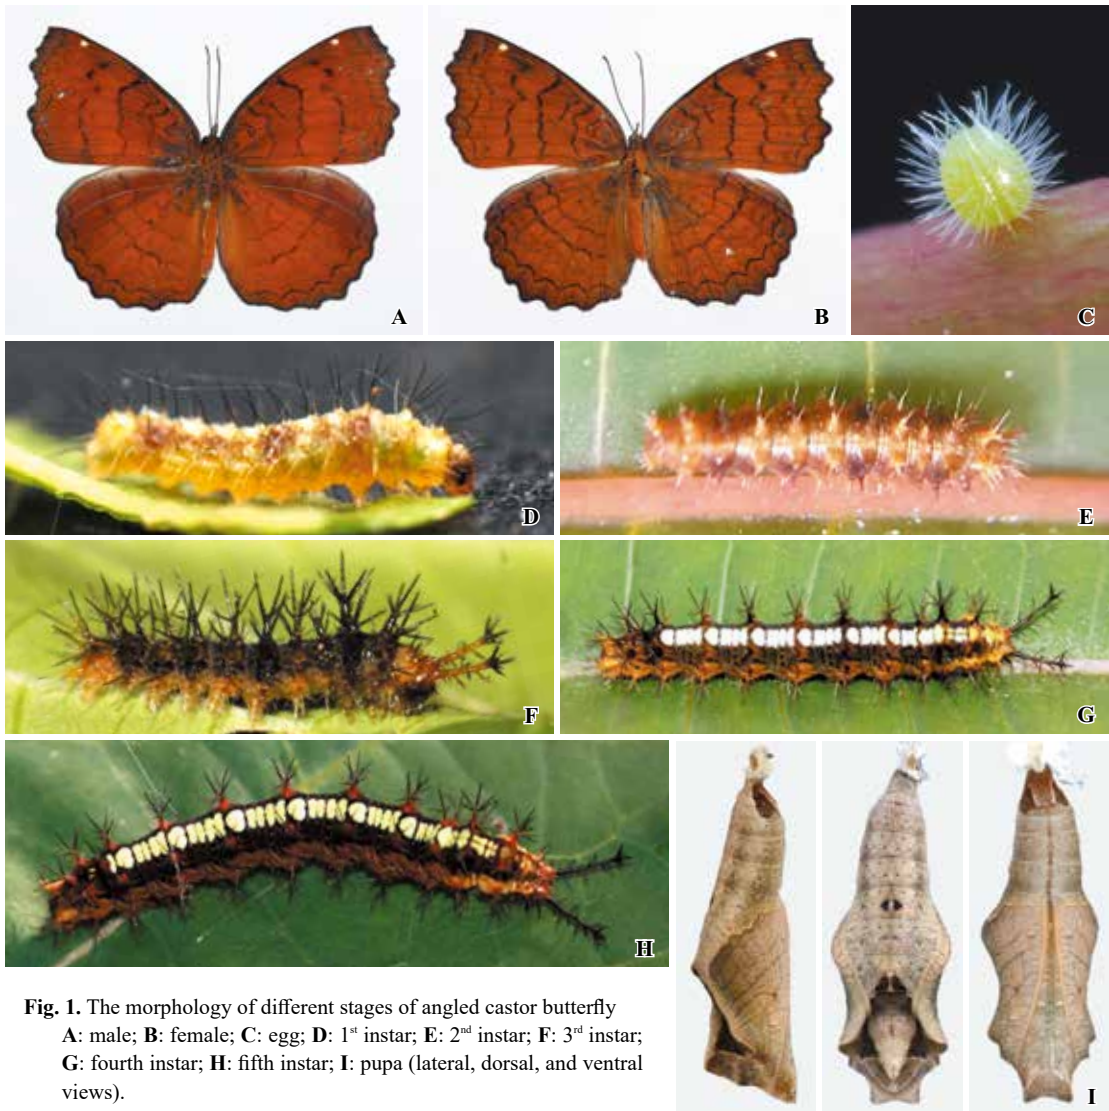 A
B
C
D
E
F
G
H
I
Fig. 1. The morphology of different stages of angled castor butterfly
A: male; B: female; C: egg; D: 1st instar; E: 2nd instar; F: 3rd instar;
G: fourth instar; H: fifth instar; I: pupa (lateral, dorsal, and ventral
views).